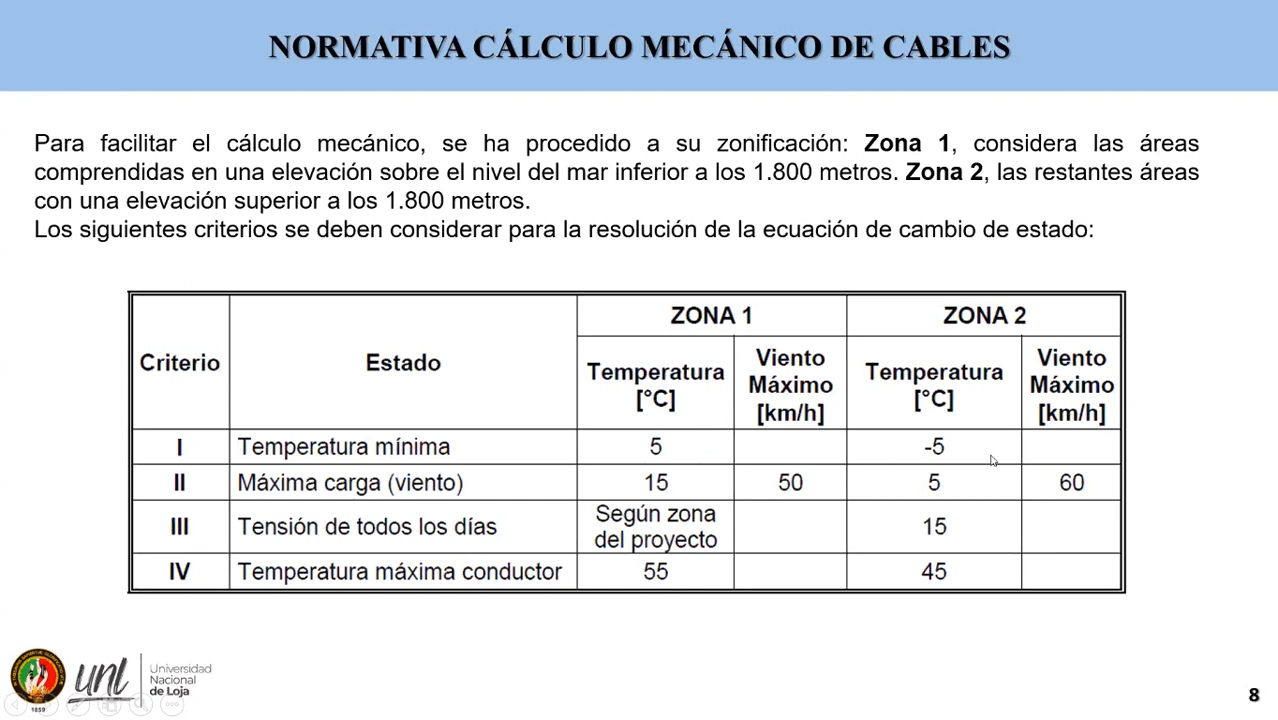 NORMATIVA CÁLCULO MECÁNICO DE CABLES
Para facilitar el cálculo mecánico, se ha procedido a su zonificación: Zona 1, considera las áreas
comprendidas en una elevación sobre el nivel del mar inferior a los 1.800 metros. Zona 2, las restantes áreas
con una elevación superior a los 1.800 metros.
Los siguientes criterios se deben considerar para la resolución de la ecuación de cambio de estado:
Criterio Estado ZONA 1 ZONA 2
Temperatura [°C] Viento Máximo [km/h] Temperatura [°C] Viento Máximo [km/h]
I Temperatura mínima 5 -5
II Máxima carga (viento) 15 50 5 60
III Tensión de todos los días Según zona del proyecto 15
IV Temperatura máxima conductor 55 45
unl
Universidad
Nacional
de Loja
1859
8